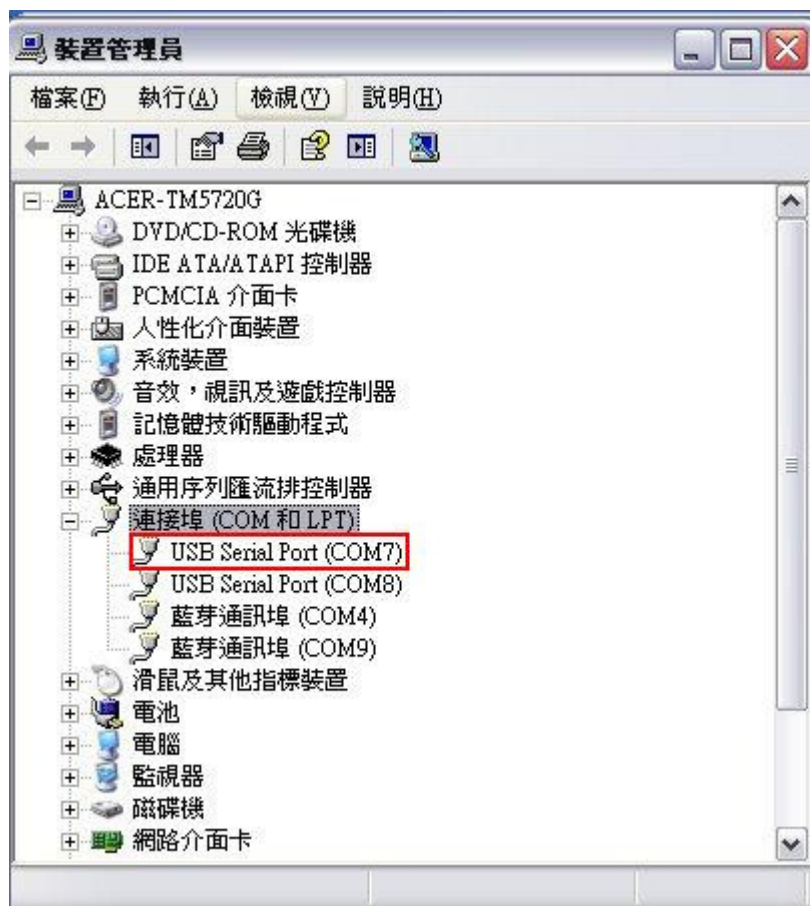 裝置管理員
檔案(F) 執行(A) 檢視(V) 說明(H)
ACER-TM5720G
DVD/CD-ROM 光碟機
IDE ATA/ATAPI 控制器
PCMCIA 介面卡
人性化介面裝置
系統裝置
音效，視訊及遊戲控制器
記憶體技術驅動程式
處理器
通用序列匯流排控制器
連接埠 (COM 和 LPT)
USB Serial Port (COM7)
USB Serial Port (COM8)
藍芽通訊埠 (COM4)
藍芽通訊埠 (COM9)
滑鼠及其他指標裝置
電池
電腦
監視器
磁碟機
網路介面卡